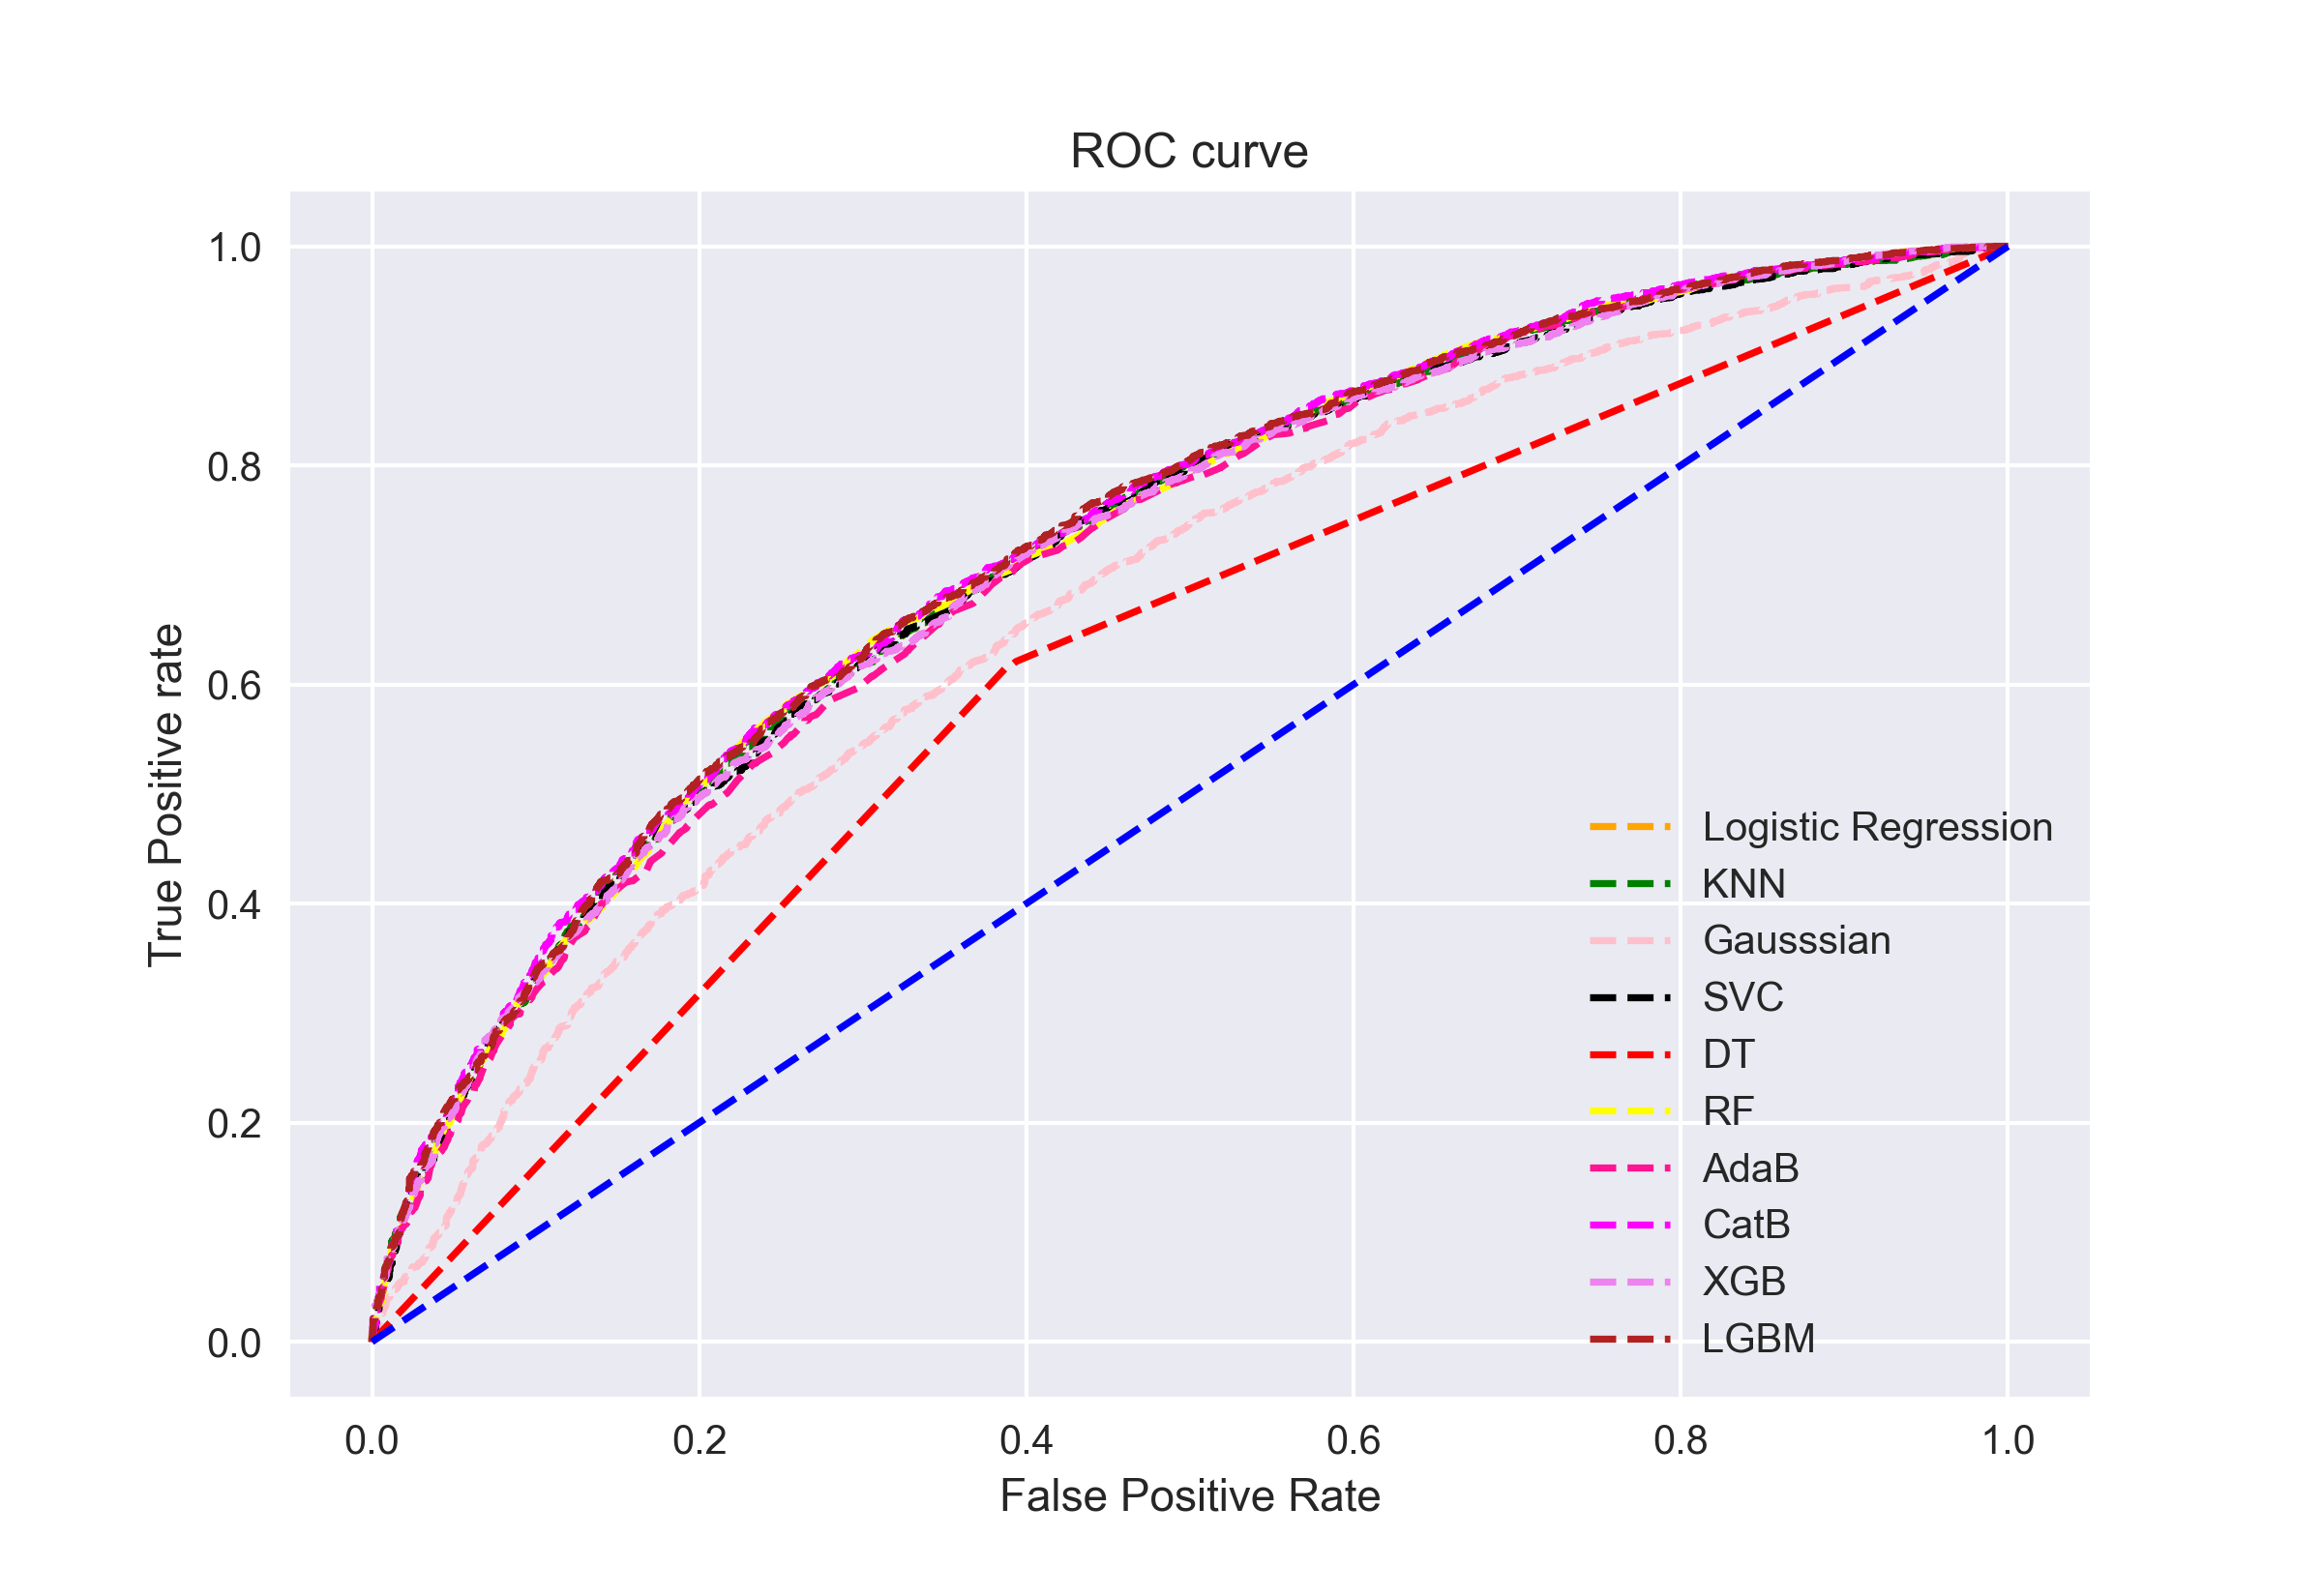 ROC curve
True Positive rate
1.0
0.8
0.6
0.4
0.2
0.0
Logistic Regression
KNN
Gausssian
SVC
DT
RF
AdaB
CatB
XGB
LGBM
0.0 0.2 0.4 0.6 0.8 1.0
False Positive Rate